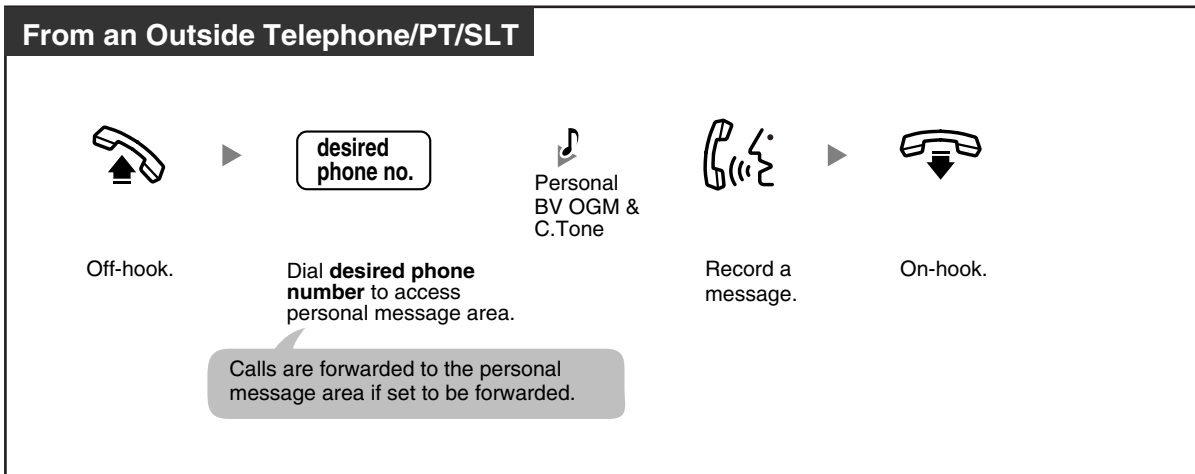 From an Outside Telephone/PT/SLT
desired
phone no.
Personal
BV OGM &
C.Tone
Off-hook.
Dial desired phone
number to access
personal message area.
Record a
message.
On-hook.
Calls are forwarded to the personal
message area if set to be forwarded.